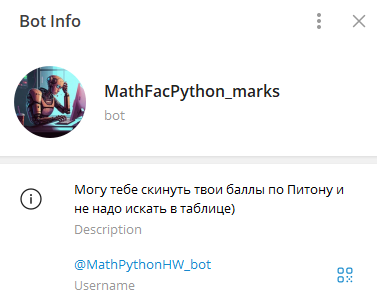 Bot Info
MathFacPython_marks
bot
Могу тебе скинуть твои баллы по Питону и
не надо искать в таблице)
Description
@MathPythonHW_bot
Username